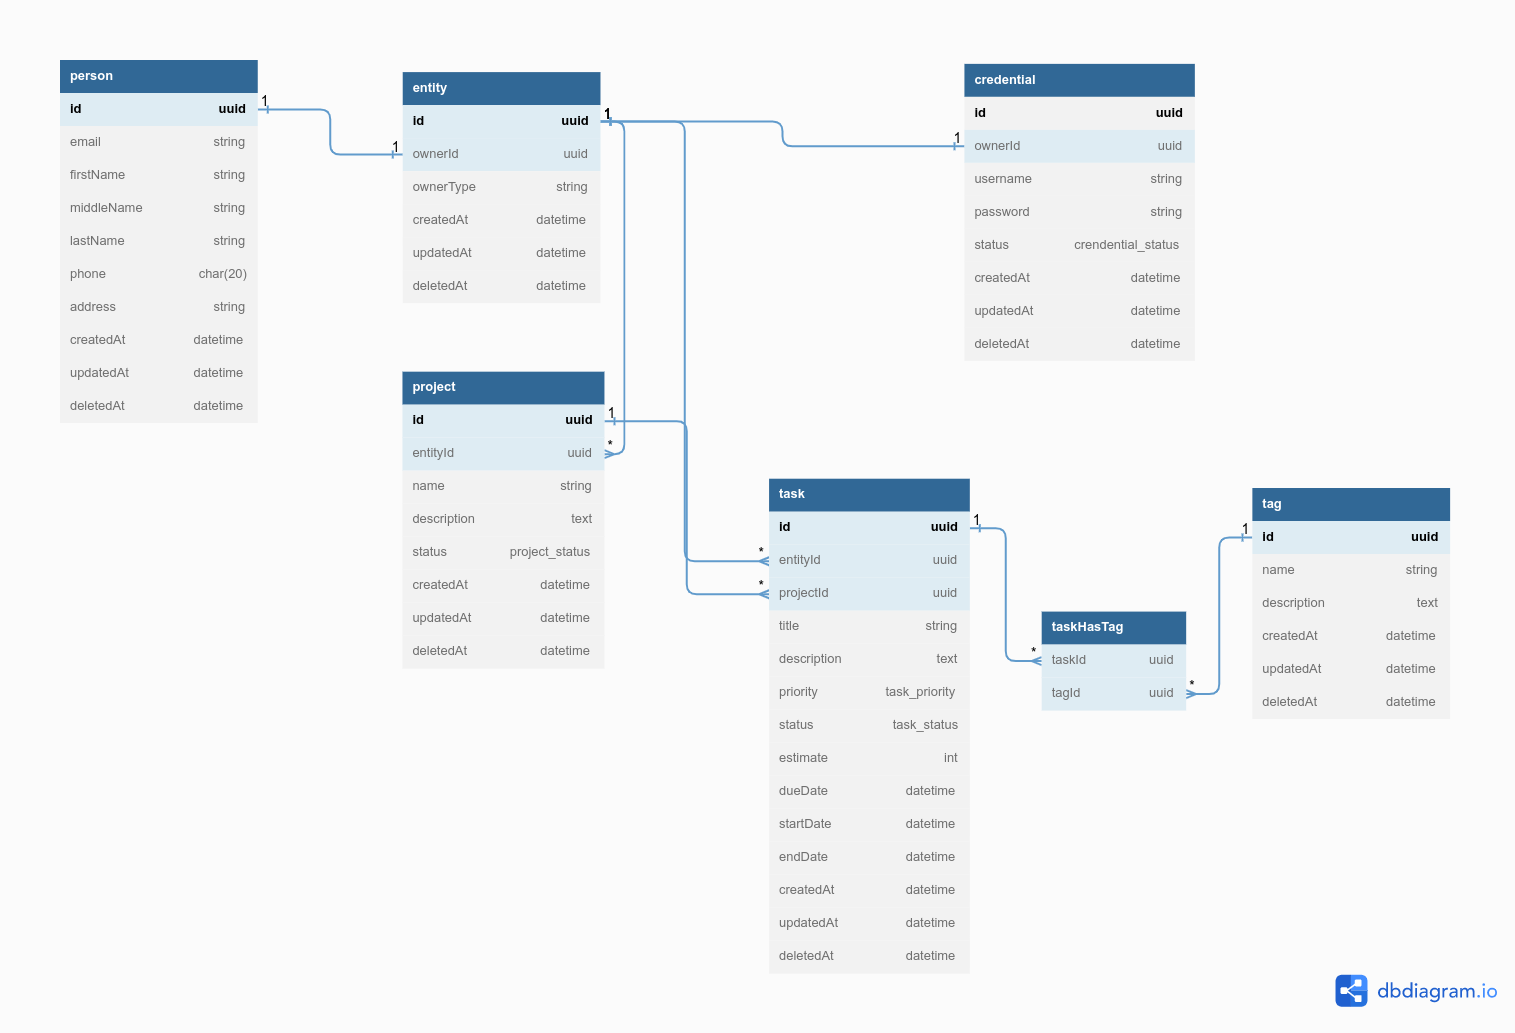 person
id uuid
email string
firstName string
middleName string
lastName string
phone char(20)
address string
createdAt datetime
updatedAt datetime
deletedAt datetime
1
1
entity
id uuid
ownerId uuid
ownerType string
createdAt datetime
updatedAt datetime
deletedAt datetime
1
1
credential
id uuid
ownerId uuid
username string
password string
status crendential_status
createdAt datetime
updatedAt datetime
deletedAt datetime
project
id uuid
entityId uuid
name string
description text
status project_status
createdAt datetime
updatedAt datetime
deletedAt datetime
1
*
*
*
task
id uuid
entityId uuid
projectId uuid
title string
description text
priority task_priority
status task_status
estimate int
dueDate datetime
startDate datetime
endDate datetime
createdAt datetime
updatedAt datetime
deletedAt datetime
1
*
taskHasTag
taskId uuid
tagId uuid
*
1
tag
id uuid
name string
description text
createdAt datetime
updatedAt datetime
deletedAt datetime
dbdiagram.io